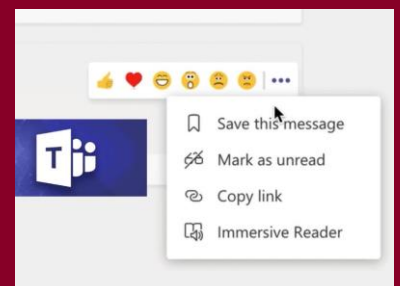 Save this message
T
Mark as unread
Copy link
Immersive Reader